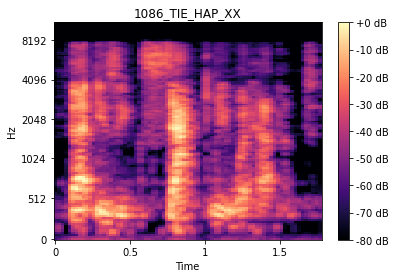 1086_TIE_HAP_XX
8192
4096
2048
1024
512
0
Hz
0
0.5
1
1.5
Time
+0 dB
-10 dB
-20 dB
-30 dB
-40 dB
-50 dB
-60 dB
-70 dB
-80 dB